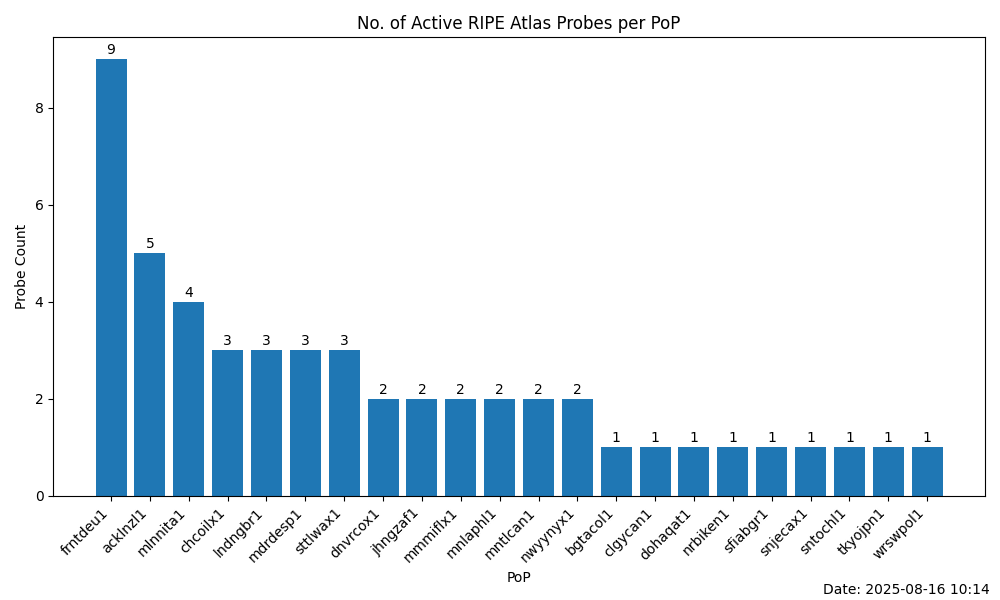 No. of Active RIPE Atlas Probes per PoP
9
5
4
3
3
3
3
2
2
2
2
2
2
1
1
1
1
1
1
1
1
1
8
6
4
2
0
Probe Count
frntdeu1
acklnzl1
mlnnita1
chcoilx1
lndngbr1
mdrdesp1
sttlwax1
dnvrcox1
jhngzaf1
mmmiflx1
mnlaphl1
mntlcan1
nwyynyx1
bgtacol1
clgycan1
dohaqat1
nrbiken1
sfiabgr1
snjecax1
sntochl1
tkyojpn1
wrswpol1
PoP
Date: 2025-08-16 10:14